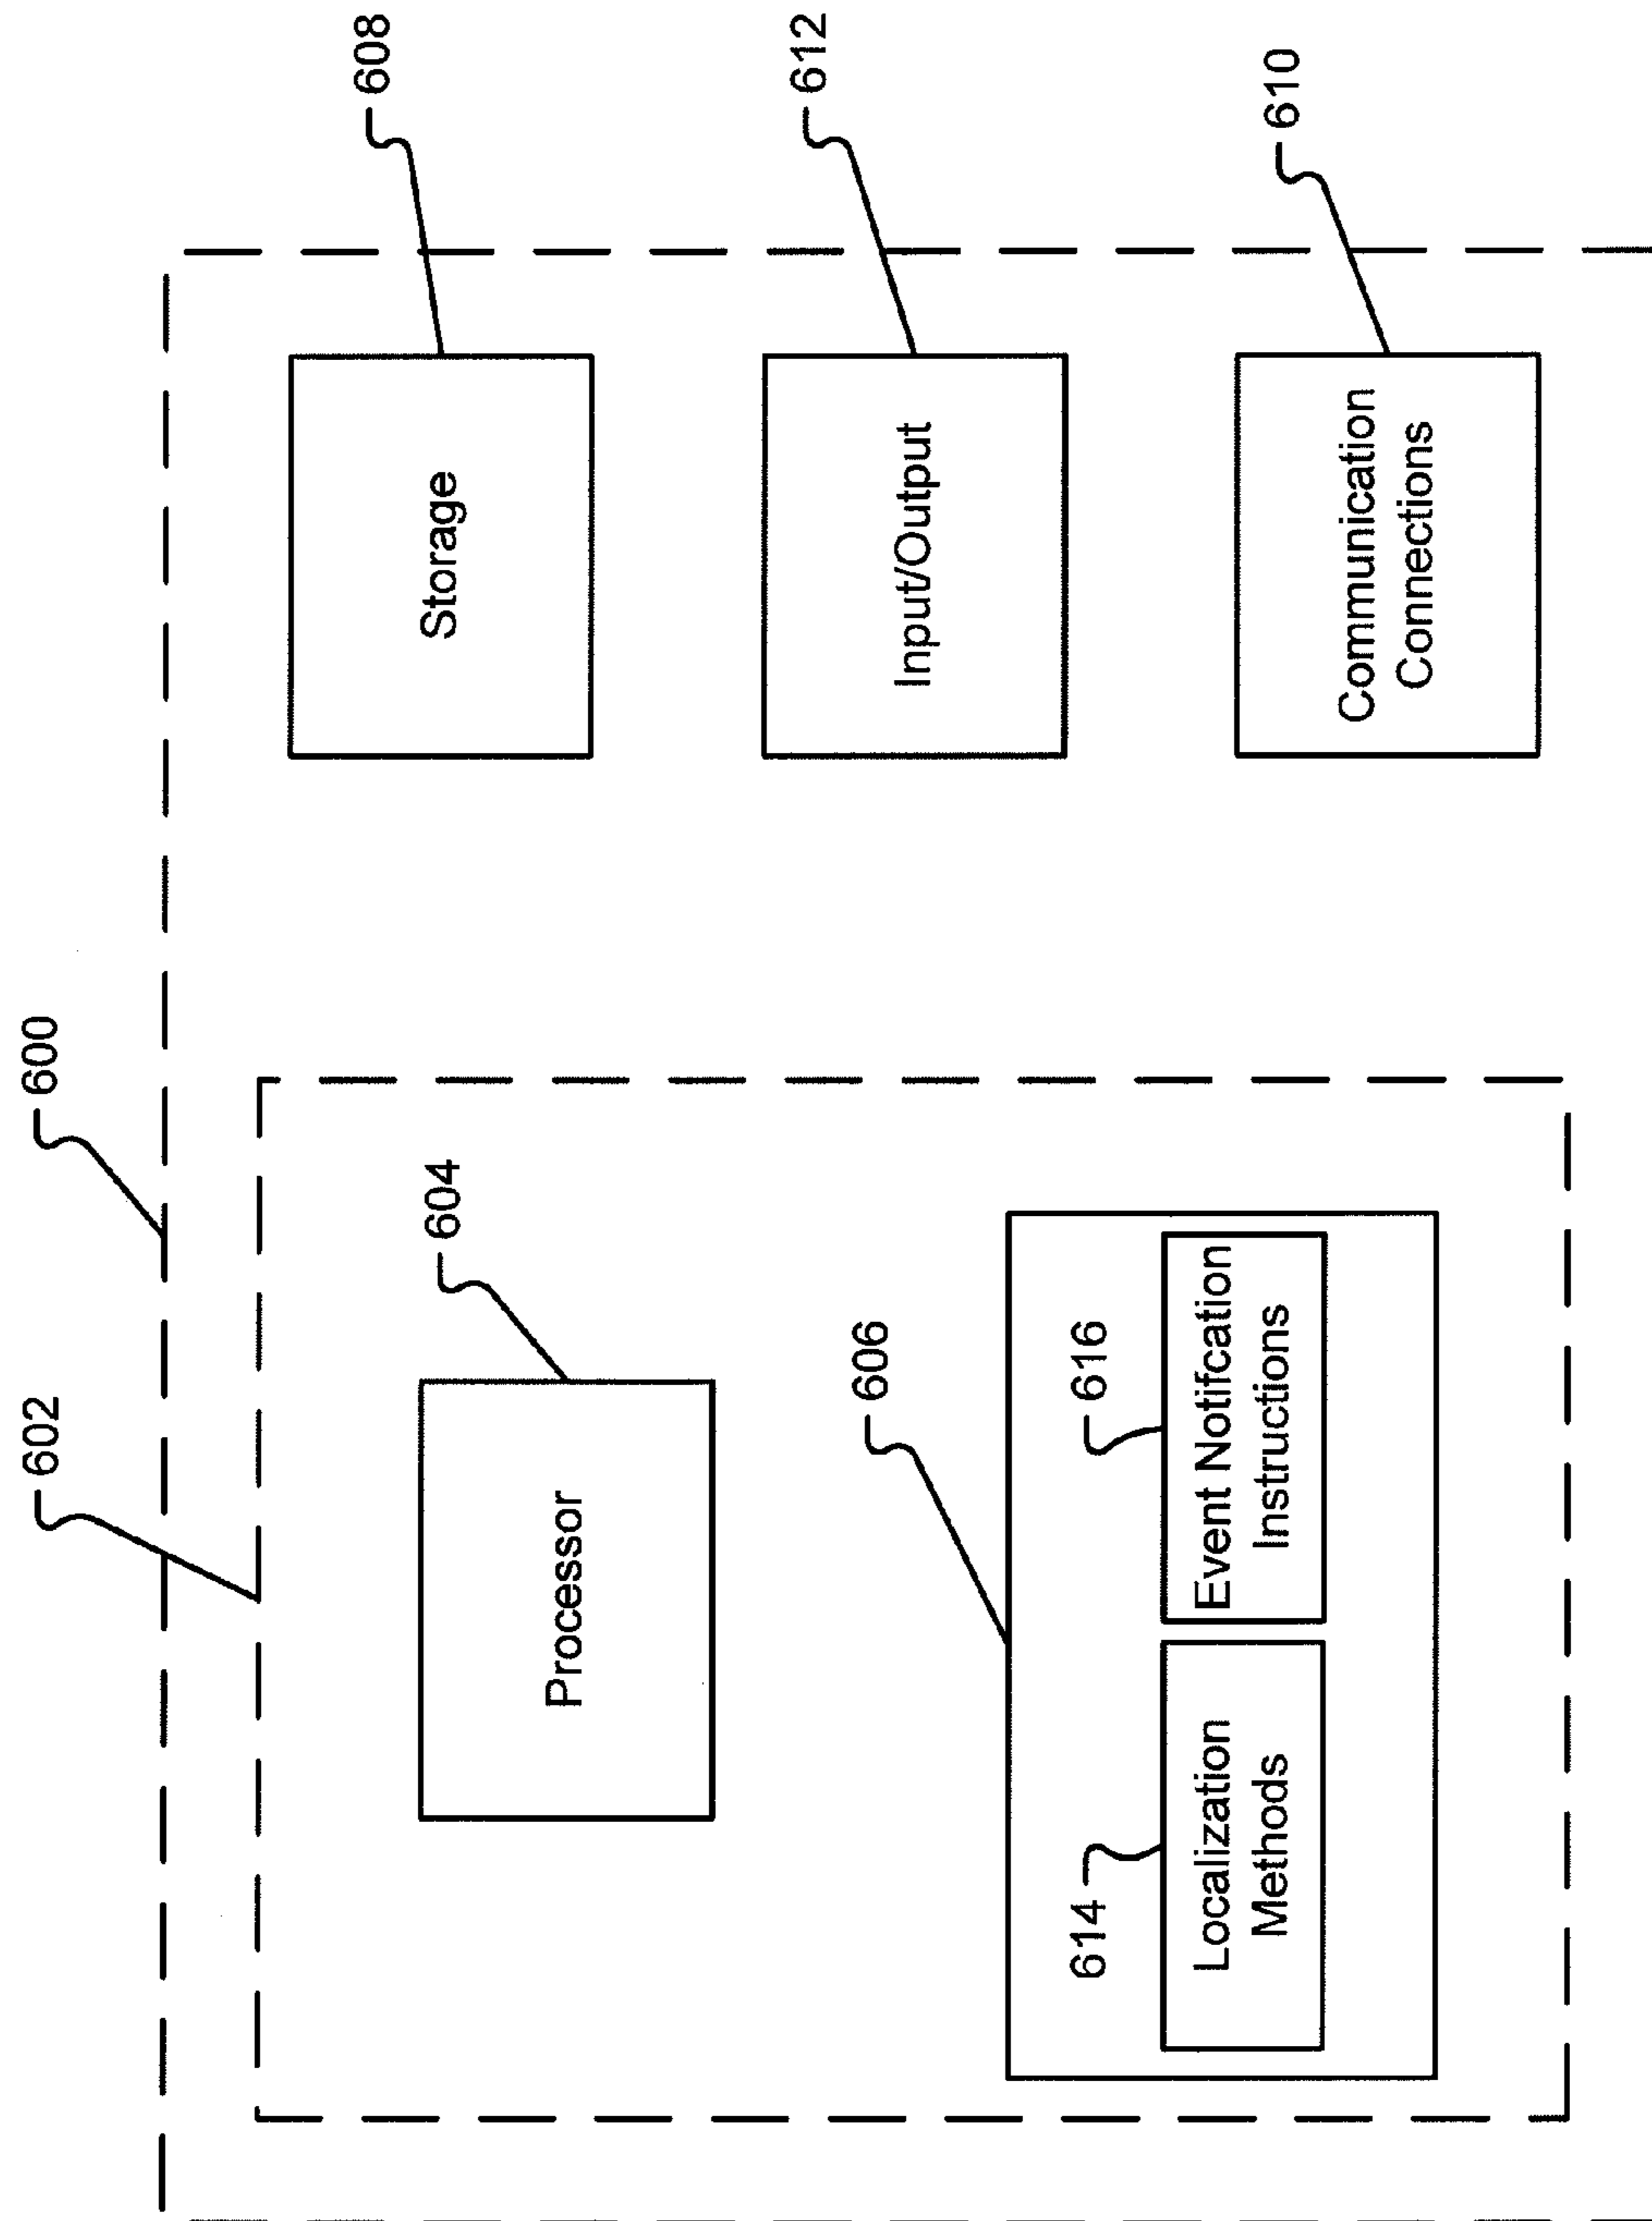 602
600
604
Processor
608
Storage
606
612
Input/Output
614
616
Localization
Methods
Event Notifcation
Instructions
610
Communication
Connections